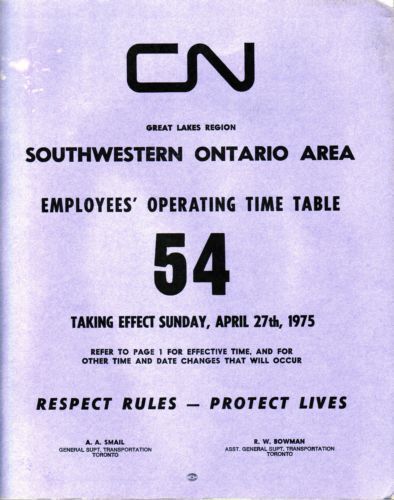 CN
GREAT LAKES REGION
SOUTHWESTERN ONTARIO AREA
EMPLOYEES' OPERATING TIME TABLE
54
TAKING EFFECT SUNDAY, APRIL 27th, 1975
REFER TO PAGE 1 FOR EFFECTIVE TIME, AND FOR
OTHER TIME AND DATE CHANGES THAT WILL OCCUR
RESPECT RULES — PROTECT LIVES
A. A. SMAIL
GENERAL SUPT. TRANSPORTATION
TORONTO
R. W. BOWMAN
ASST. GENERAL SUPT. TRANSPORTATION
TORONTO